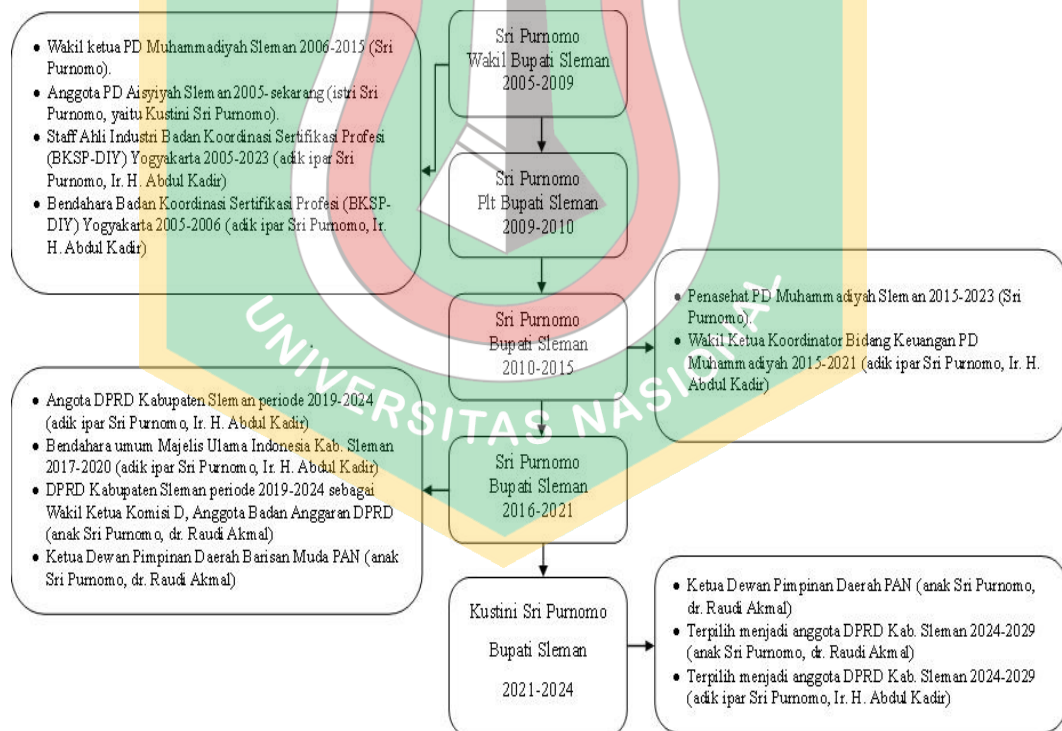 Sri Purnomo
Wakil Bupati Sleman
2005-2009
• Wakil ketua PD Muhammadiyah Sleman 2006-2015 (Sri
Purnomo).
• Anggota PD Aisyiyah Sleman 2005- sekarang (istri Sri
Purnomo, yaitu Kustini Sri Purnomo).
• Staff Ahli Industri Badan Koordinasi Sertifikasi Profesi
(BKSP-DIY) Yogyakarta 2005-2023 (adik ipar Sri
Purnomo, Ir. H. Abdul Kadir)
• Bendahara Badan Koordinasi Sertifikasi Profesi (BKSP-
DIY) Yogyakarta 2005-2006 (adik ipar Sri Purnomo, Ir.
H. Abdul Kadir)
Sri Purnomo
Plt Bupati Sleman
2009-2010
Sri Purnomo
Bupati Sleman
2010-2015
• Penasehat PD Muhammadiyah Sleman 2015-2023 (Sri
Purnomo).
• Wakil Ketua Koordinator Bidang Keuangan PD
Muhammadiyah 2015-2021 (adik ipar Sri Purnomo, Ir. H.
Abdul Kadir)
UNIVERSITAS NASIONAL
Sri Purnomo
Bupati Sleman
2016-2021
• Angota DPRD Kabupaten Sleman periode 2019-2024
(adik ipar Sri Purnomo, Ir. H. Abdul Kadir)
• Bendahara umum Majelis Ulama Indonesia Kab. Sleman
2017-2020 (adik ipar Sri Purnomo, Ir. H. Abdul Kadir)
• DPRD Kabupaten Sleman periode 2019-2024 sebagai
Wakil Ketua Komisi D, Anggota Badan Anggaran DPRD
(anak Sri Purnomo, dr. Raudi Akmal)
• Ketua Dewan Pimpinan Daerah Barisan Muda PAN (anak
Sri Purnomo, dr. Raudi Akmal)
Kustini Sri Purnomo
Bupati Sleman
2021-2024
• Ketua Dewan Pimpinan Daerah PAN (anak Sri Purnomo,
dr. Raudi Akmal)
• Terpilih menjadi anggota DPRD Kab. Sleman 2024-2029
(anak Sri Purnomo, dr. Raudi Akmal)
• Terpilih menjadi anggota DPRD Kab. Sleman 2024-2029
(adik ipar Sri Purnomo, Ir. H. Abdul Kadir)